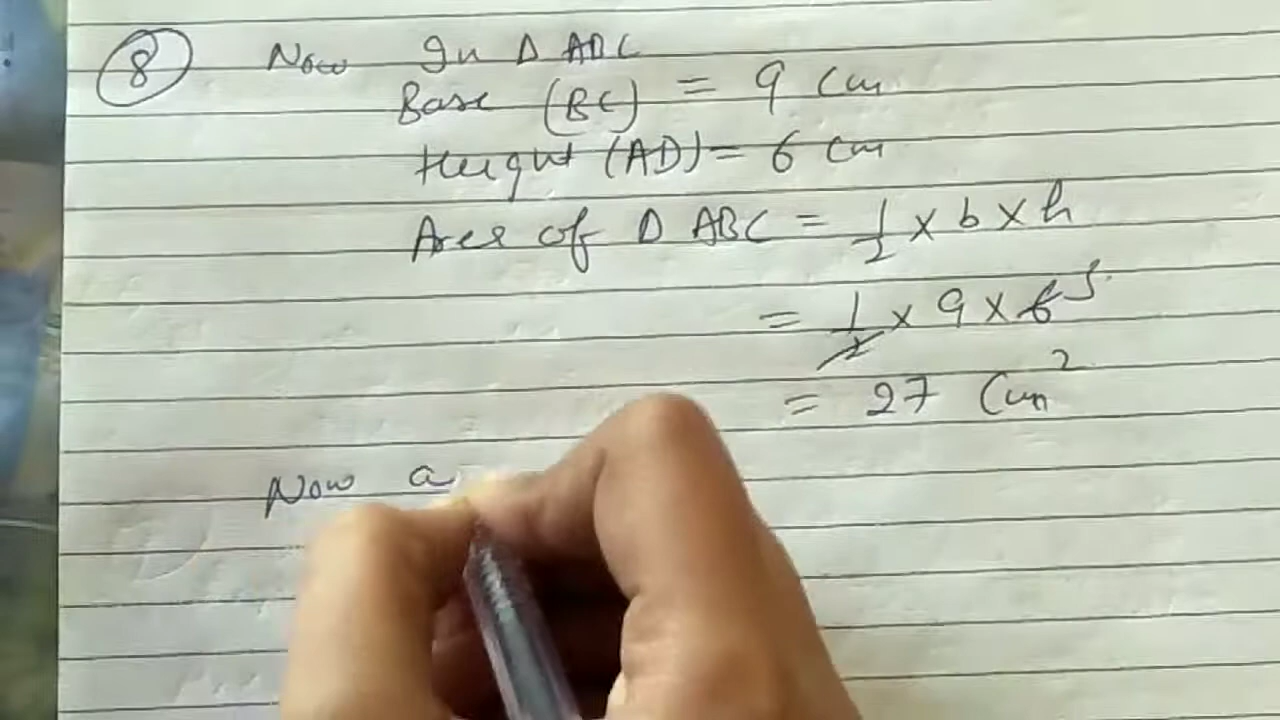 ⑧ Now In Δ ABC
Base (BC) = 9 cm
Height (AD) = 6 cm
Area of Δ ABC = 1/2 × b × h
= 1/2 × 9 × 6 3
= 27 cm²
Now a